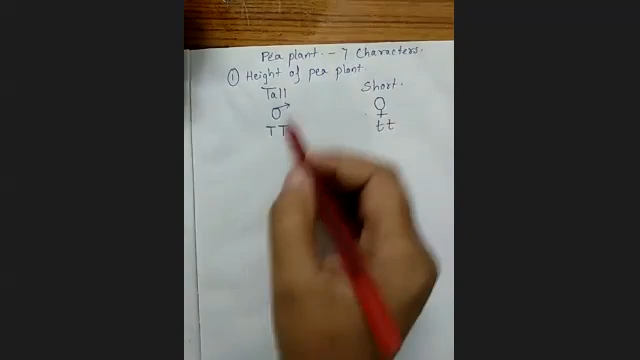 Pea plant. – 7 Characters.
① Height of pea plant.
Tall Short.
♂ ♀
TT tt